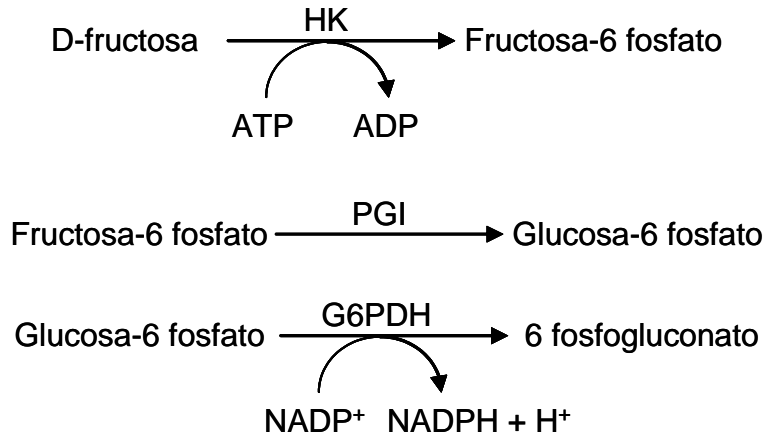 HK
D-fructosa Fructosa-6 fosfato
ATP ADP
PGI
Fructosa-6 fosfato Glucosa-6 fosfato
G6PDH
Glucosa-6 fosfato 6 fosfogluconato
NADP⁺ NADPH + H⁺